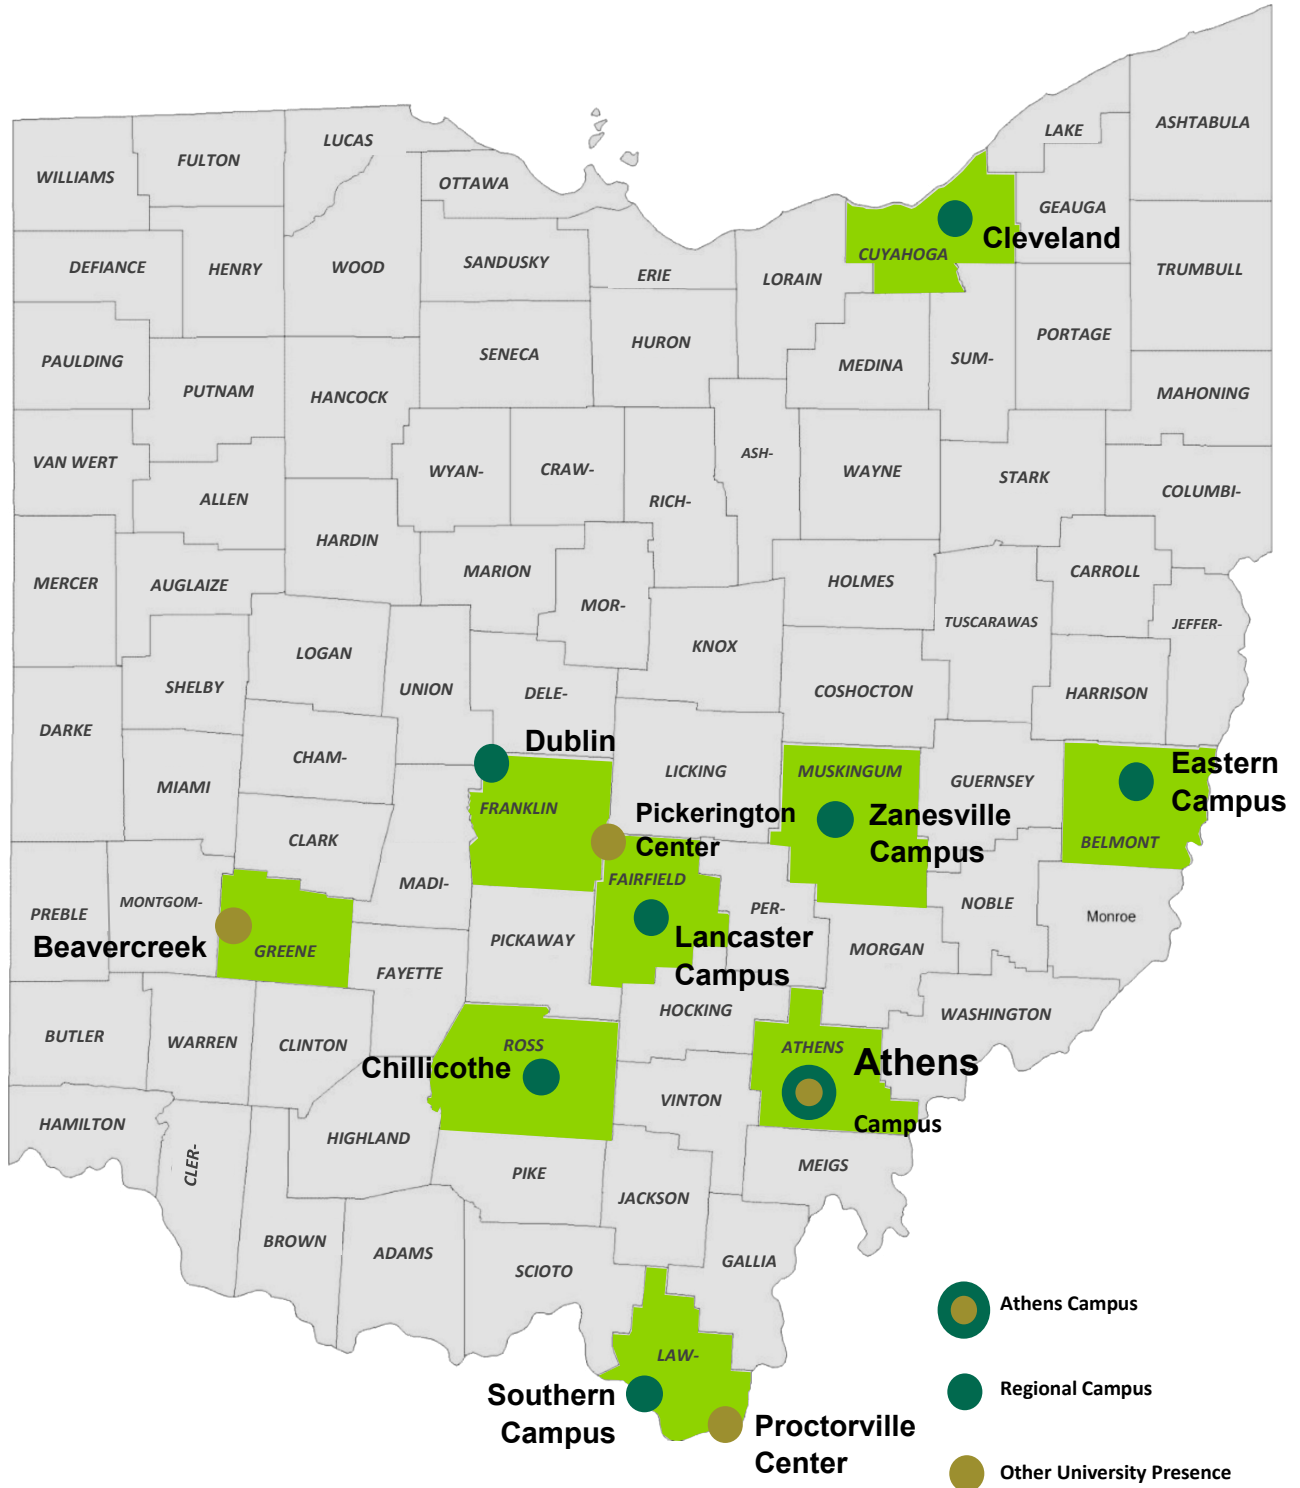 LAKE
ASHTABULA
LUCAS
FULTON
WILLIAMS
OTTAWA
GEAUGA
Cleveland
CUYAHOGA
DEFIANCE
HENRY
WOOD
SANDUSKY
ERIE
LORAIN
TRUMBULL
PAULDING
SENECA
HURON
MEDINA
SUM-
PORTAGE
PUTNAM
HANCOCK
MAHONING
VAN WERT
WYAN-
CRAW-
ASH-
WAYNE
STARK
ALLEN
RICH-
COLUMBI-
HARDIN
MERCER
AUGLAIZE
MARION
HOLMES
CARROLL
MOR-
TUSCARAWAS
JEFFER-
LOGAN
KNOX
SHELBY
UNION
DELE-
COSHOCTON
HARRISON
DARKE
Dublin
CHAM-
MIAMI
LICKING
MUSKINGUM
GUERNSEY
Eastern
Campus
FRANKLIN
Pickerington
Center
Zanesville
Campus
CLARK
BELMONT
FAIRFIELD
MADI-
PREBLE
MONTGOM-
PER-
NOBLE
Monroe
Beavercreek
GREENE
PICKAWAY
Lancaster
Campus
MORGAN
FAYETTE
HOCKING
WASHINGTON
BUTLER
WARREN
CLINTON
ROSS
ATHENS
Athens
Campus
Chillicothe
VINTON
HAMILTON
HIGHLAND
CLER-
PIKE
MEIGS
JACKSON
BROWN
ADAMS
SCIOTO
GALLIA
LAW-
Southern
Campus
Proctorville
Center
Athens Campus
Regional Campus
Other University Presence